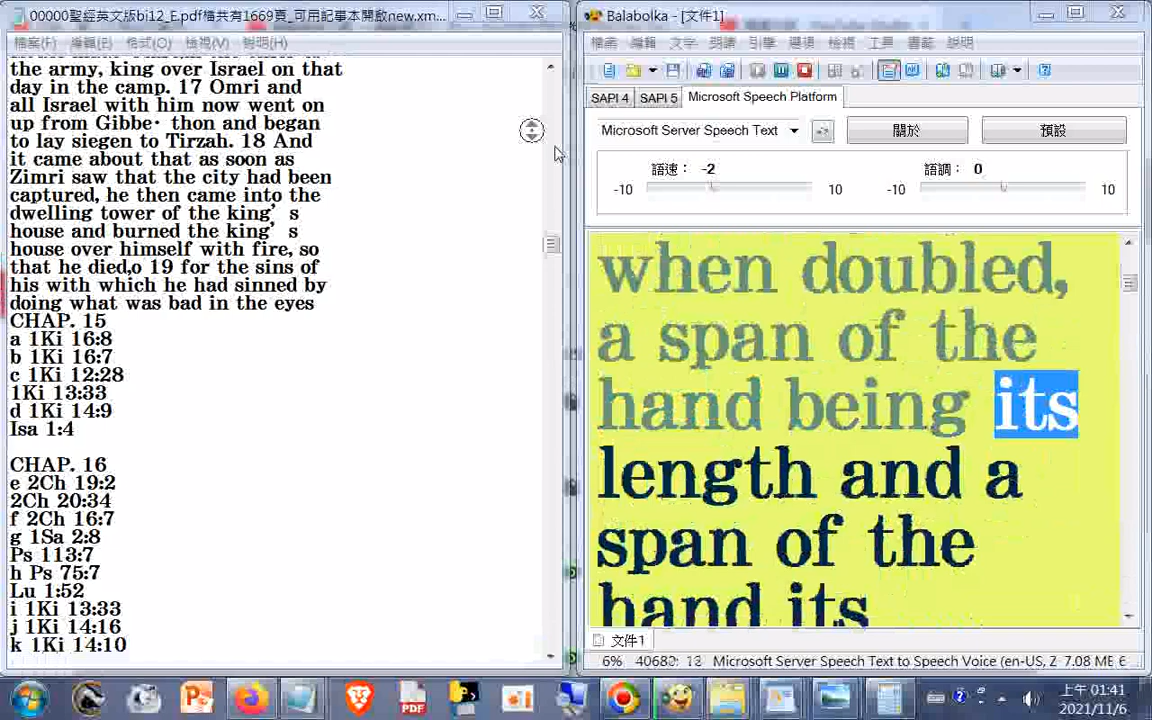 00000聖經英文版bi12_E.pdf檔共有1669頁_可用記事本開啟new.xm...
檔案(F) 編輯(E) 格式(O) 檢視(V) 說明(H)
the army, king over Israel on that
day in the camp. 17 Omri and
all Israel with him now went on
up from Gibbe· thon and began
to lay siegen to Tirzah. 18 And
it came about that as soon as
Zimri saw that the city had been
captured, he then came into the
dwelling tower of the king’ s
house and burned the king’ s
house over himself with fire, so
that he died,o 19 for the sins of
his with which he had sinned by
doing what was bad in the eyes
CHAP. 15
a 1Ki 16:8
b 1Ki 16:7
c 1Ki 12:28
1Ki 13:33
d 1Ki 14:9
Isa 1:4
CHAP. 16
e 2Ch 19:2
2Ch 20:34
f 2Ch 16:7
g 1Sa 2:8
Ps 113:7
h Ps 75:7
Lu 1:52
i 1Ki 13:33
j 1Ki 14:16
k 1Ki 14:10
Balabolka - [文件1]
檔案 編輯 文字 朗讀 引擎 選項 檢視 工具 書籤 說明
SAPI 4 SAPI 5 Microsoft Speech Platform
Microsoft Server Speech Text 關於 預設
語速： -2 語調： 0
-10 10 -10 10
when doubled,
a span of the
hand being its
length and a
span of the
hand its
文件1
6% 40682: 13 Microsoft Server Speech Text to Speech Voice (en-US, Z 7.08 ME 6
PDF
上午 01:41
2021/11/6